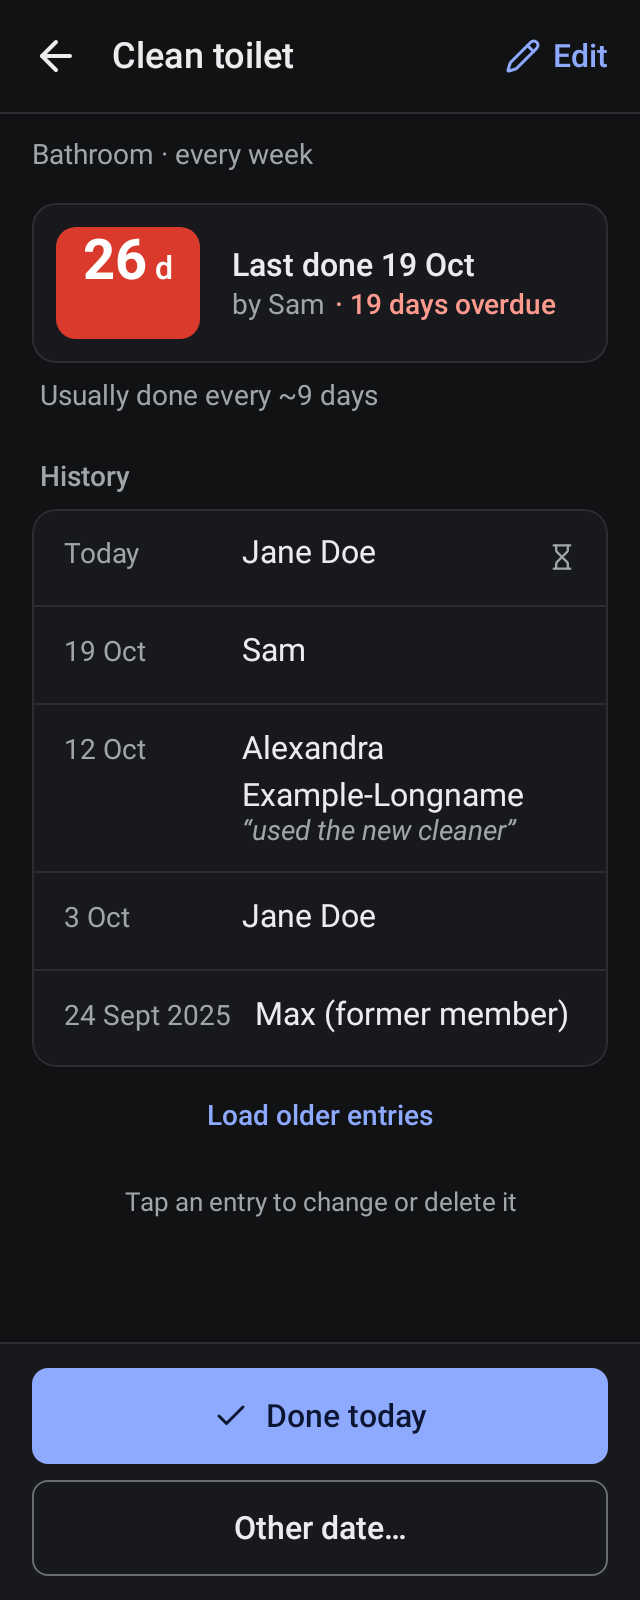 Clean toilet
Edit
Bathroom · every week
26 d
Last done 19 Oct
by Sam · 19 days overdue
Usually done every ~9 days
History
Today Jane Doe
19 Oct Sam
12 Oct Alexandra
Example-Longname
“used the new cleaner”
3 Oct Jane Doe
24 Sept 2025 Max (former member)
Load older entries
Tap an entry to change or delete it
Done today
Other date…